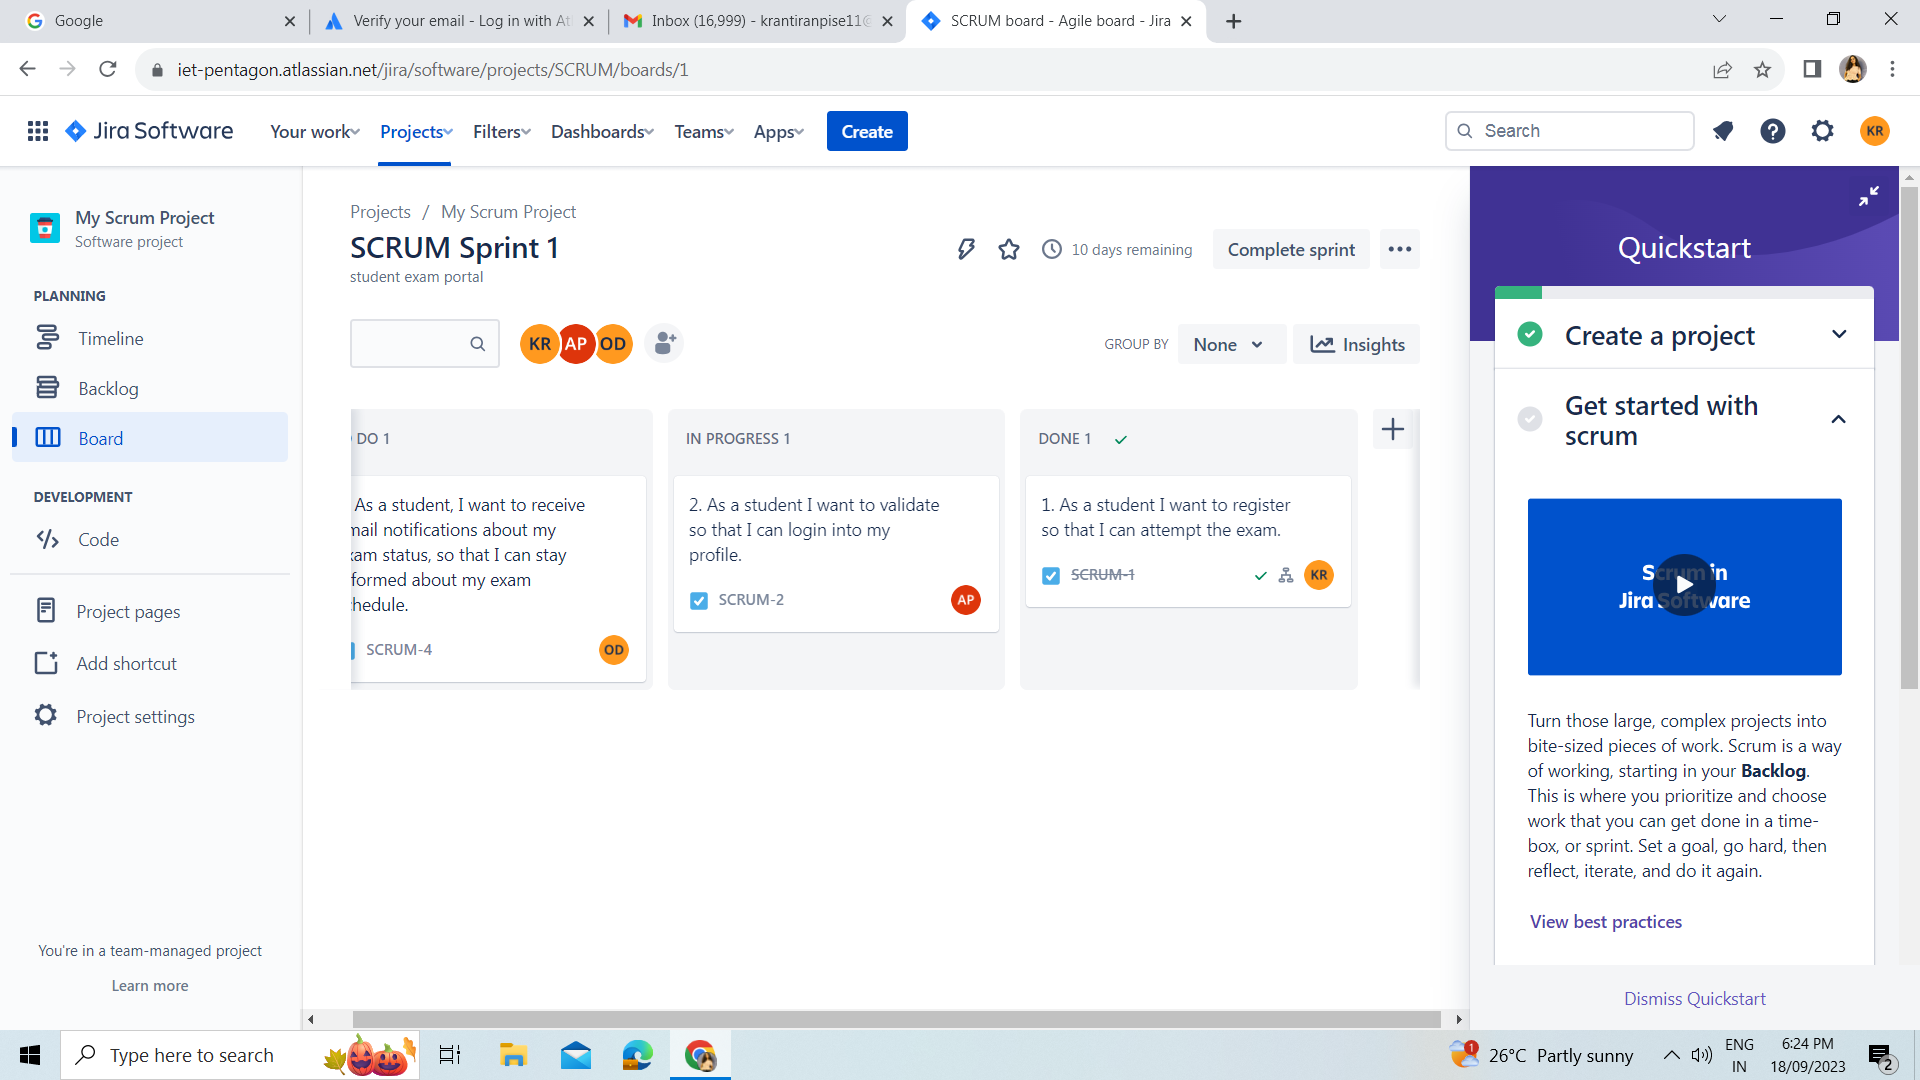 Google
Verify your email - Log in with At
Inbox (16,999) - krantiranpise11@
SCRUM board - Agile board - Jira
iet-pentagon.atlassian.net/jira/software/projects/SCRUM/boards/1
Jira Software
Your work
Projects
Filters
Dashboards
Teams
Apps
Create
Search
KR
My Scrum Project
Software project
PLANNING
Timeline
Backlog
Board
DEVELOPMENT
Code
Project pages
Add shortcut
Project settings
You're in a team-managed project
Learn more
Projects / My Scrum Project
SCRUM Sprint 1
student exam portal
10 days remaining
Complete sprint
KR AP OD
GROUP BY
None
Insights
DO 1
As a student, I want to receive
mail notifications about my
xam status, so that I can stay
formed about my exam
hedule.
SCRUM-4
OD
IN PROGRESS 1
2. As a student I want to validate
so that I can login into my
profile.
SCRUM-2
AP
DONE 1
1. As a student I want to register
so that I can attempt the exam.
SCRUM-1
KR
Quickstart
Create a project
Get started with
scrum
Scrum in
Jira Software
Turn those large, complex projects into
bite-sized pieces of work. Scrum is a way
of working, starting in your Backlog.
This is where you prioritize and choose
work that you can get done in a time-
box, or sprint. Set a goal, go hard, then
reflect, iterate, and do it again.
View best practices
Dismiss Quickstart
Type here to search
1
26°C Partly sunny
ENG
IN
6:24 PM
18/09/2023
2